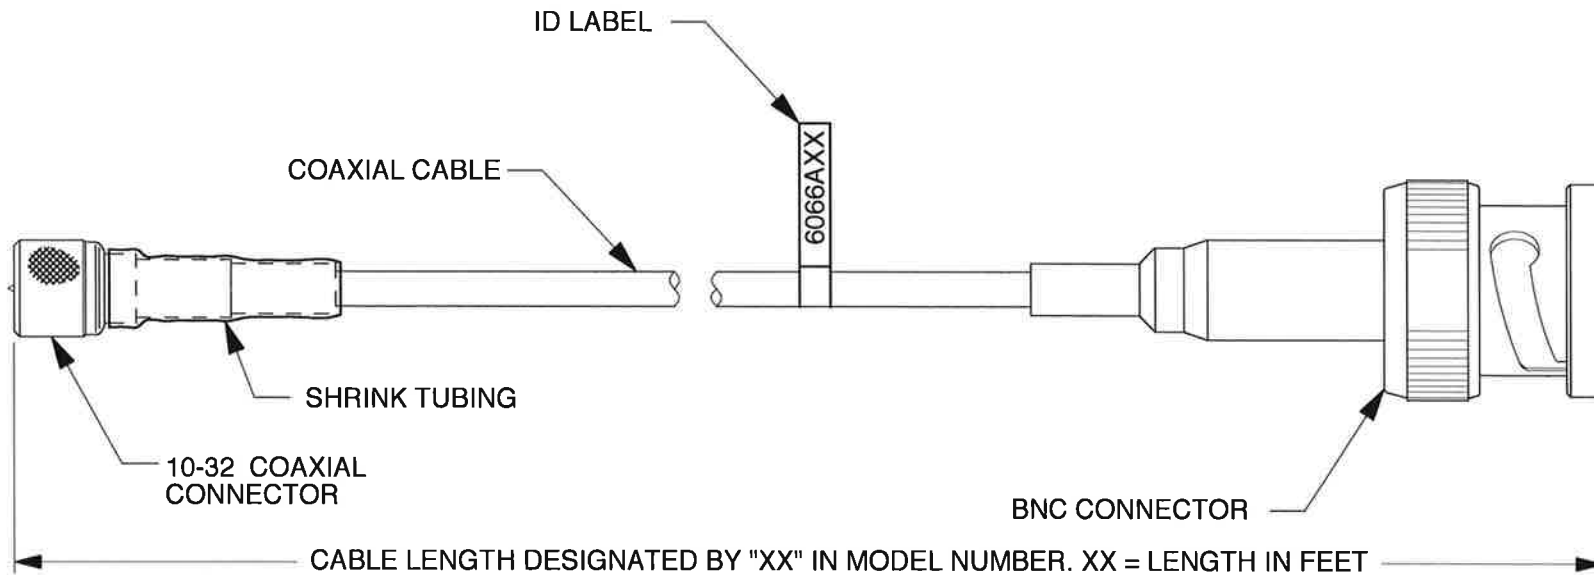 ID LABEL
6066AXX
COAXIAL CABLE
SHRINK TUBING
10-32 COAXIAL
CONNECTOR
BNC CONNECTOR
CABLE LENGTH DESIGNATED BY "XX" IN MODEL NUMBER. XX = LENGTH IN FEET